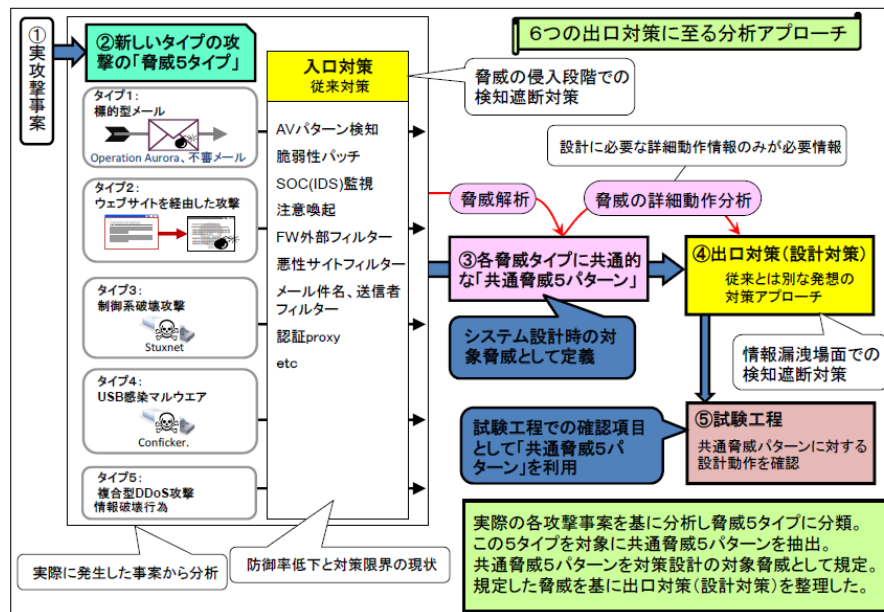 ①実攻撃事案
②新しいタイプの攻
撃の「脅威5タイプ」
タイプ1:
標的型メール
Operation Aurora、不審メール
タイプ2:
ウェブサイトを経由した攻撃
タイプ3:
制御系破壊攻撃
Stuxnet
タイプ4:
USB感染マルウエア
Conficker.
タイプ5:
複合型DDoS攻撃
情報破壊行為
実際に発生した事案から分析
入口対策
従来対策
AVパターン検知
脆弱性パッチ
SOC(IDS)監視
注意喚起
FW外部フィルター
悪性サイトフィルター
メール件名、送信者
フィルター
認証proxy
etc
防御率低下と対策限界の現状
6つの出口対策に至る分析アプローチ
脅威の侵入段階での
検知遮断対策
設計に必要な詳細動作情報のみが必要情報
脅威解析
脅威の詳細動作分析
③各脅威タイプに共通的
な「共通脅威5パターン」
システム設計時の対
象脅威として定義
④出口対策(設計対策)
従来とは別な発想の
対策アプローチ
情報漏洩場面での
検知遮断対策
試験工程での確認項目
として「共通脅威5パ
ターン」を利用
⑤試験工程
共通脅威パターンに対する
設計動作を確認
実際の各攻撃事案を基に分析し脅威5タイプに分類。
この5タイプを対象に共通脅威5パターンを抽出。
共通脅威5パターンを対策設計の対象脅威として規定。
規定した脅威を基に出口対策(設計対策)を整理した。